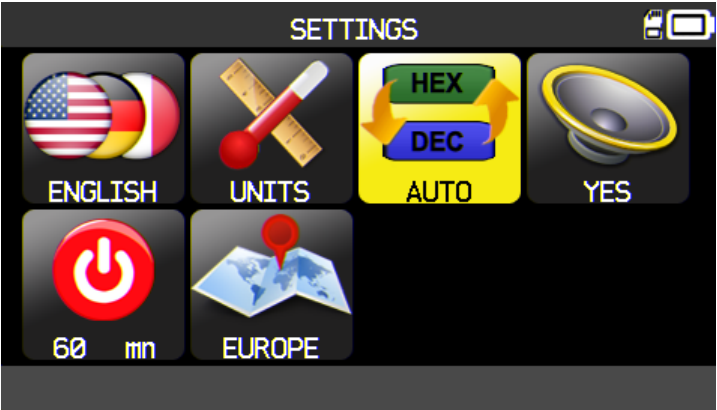 SETTINGS
HEX
DEC
ENGLISH
UNITS
AUTO
YES
60 mn
EUROPE